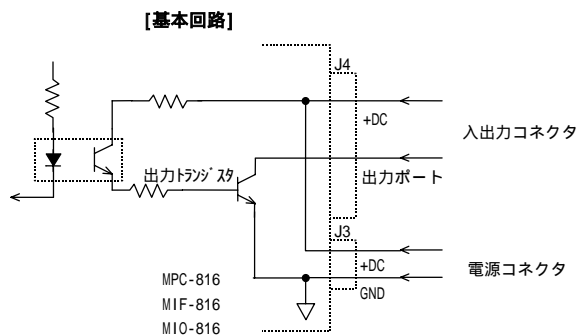 [基本回路]
J4
+DC
入出力コネクタ
出力トランジスタ
出力ポート
J3
+DC
電源コネクタ
GND
MPC-816
MIF-816
MIO-816